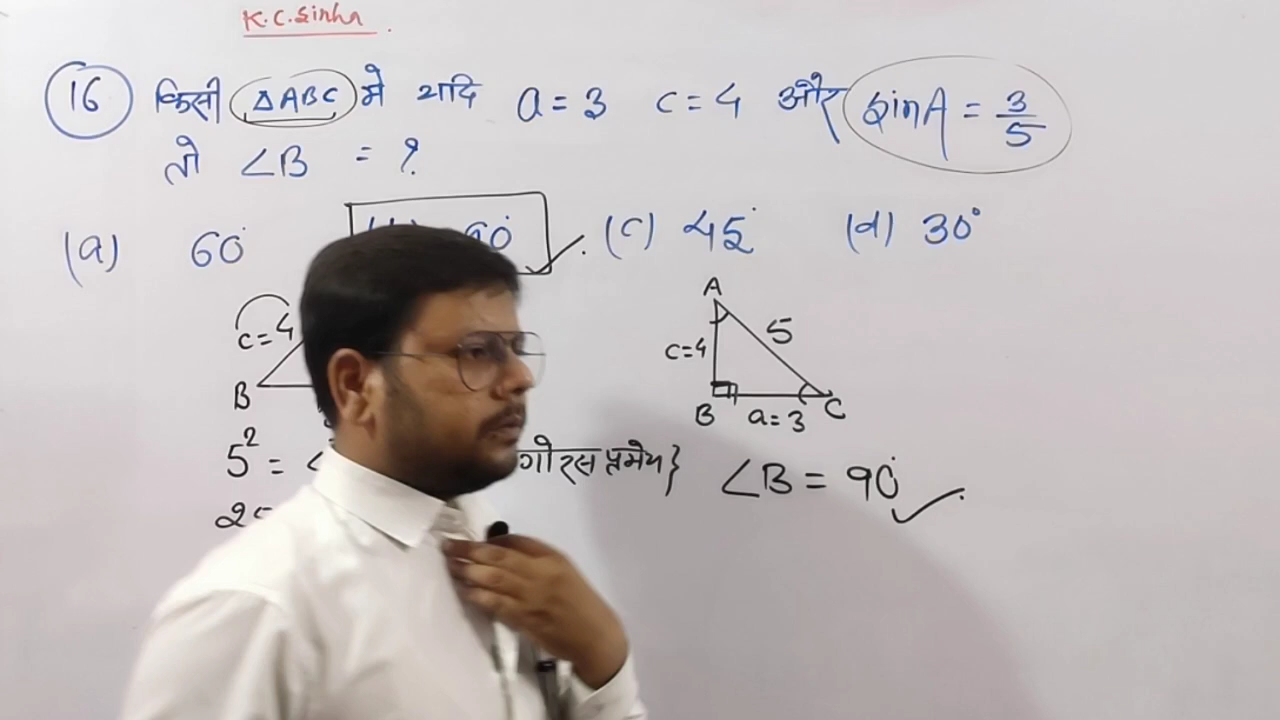 K.C. Sinha
16 किसी ΔABC मे यदि a = 3 c = 4 और sinA = 3/5
तो ∠B = ?
(a) 60° 90° (c) 45° (d) 30°
c = 4
B
5² =
गोरस प्रमेय}
A
c=4 5
B a = 3 C
∠B = 90°